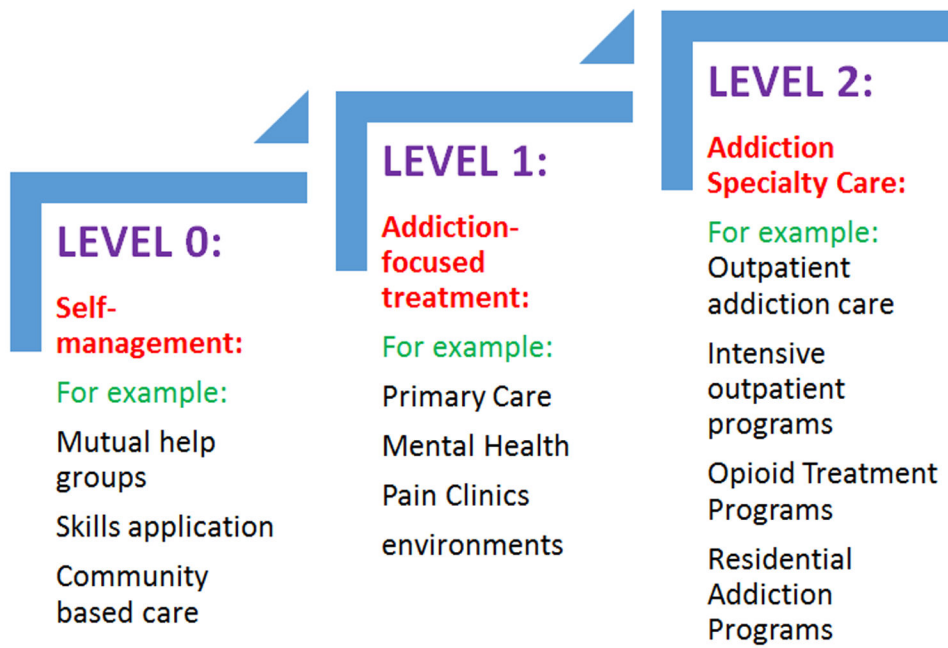 LEVEL 0:
Self-
management:
For example:
Mutual help
groups
Skills application
Community
based care
LEVEL 1:
Addiction-
focused
treatment:
For example:
Primary Care
Mental Health
Pain Clinics
environments
LEVEL 2:
Addiction
Specialty Care:
For example:
Outpatient
addiction care
Intensive
outpatient
programs
Opioid Treatment
Programs
Residential
Addiction
Programs